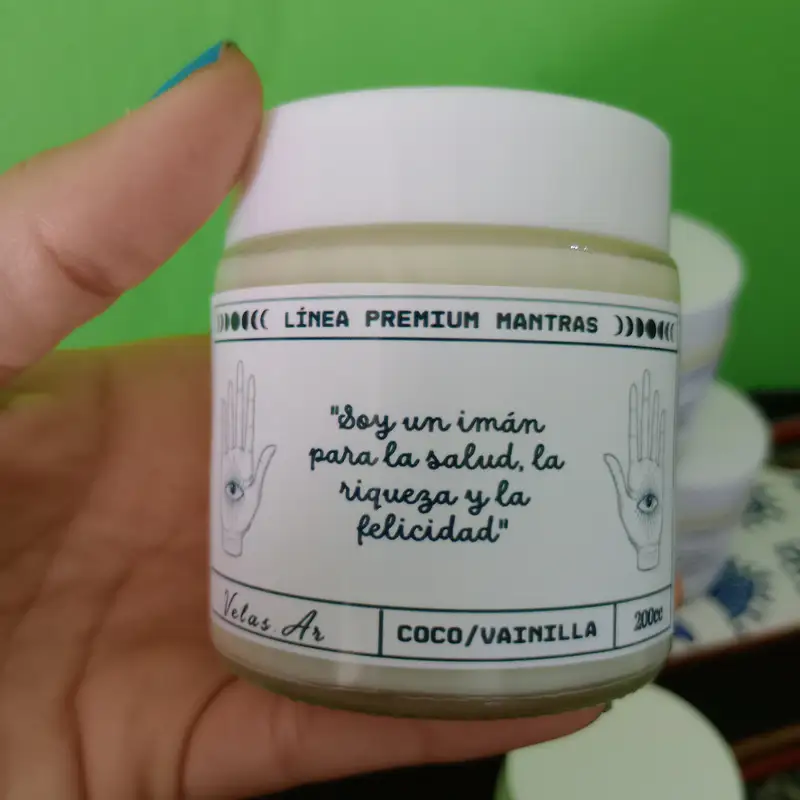 LÍNEA PREMIUM MANTRAS
"Soy un imán
para la salud, la
riqueza y la
felicidad"
Velas.Ar
COCO/VAINILLA
200cc